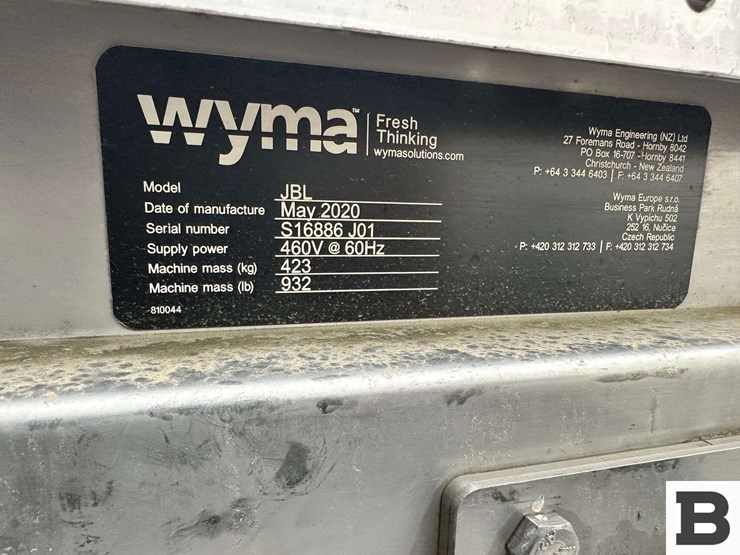 wyma™
Fresh
Thinking
wymasolutions.com
Model JBL
Date of manufacture May 2020
Serial number S16886 J01
Supply power 460V @ 60Hz
Machine mass (kg) 423
Machine mass (lb) 932
810044
Wyma Engineering (NZ) Ltd
27 Foremans Road - Hornby 8042
PO Box 16-707 - Hornby 8441
Christchurch - New Zealand
P: +64 3 344 6403 | F: +64 3 344 6407
Wyma Europe s.r.o.
Business Park Rudná
K Vypichu 502
252 16, Nučice
Czech Republic
P: +420 312 312 733 | F: +420 312 312 734
B